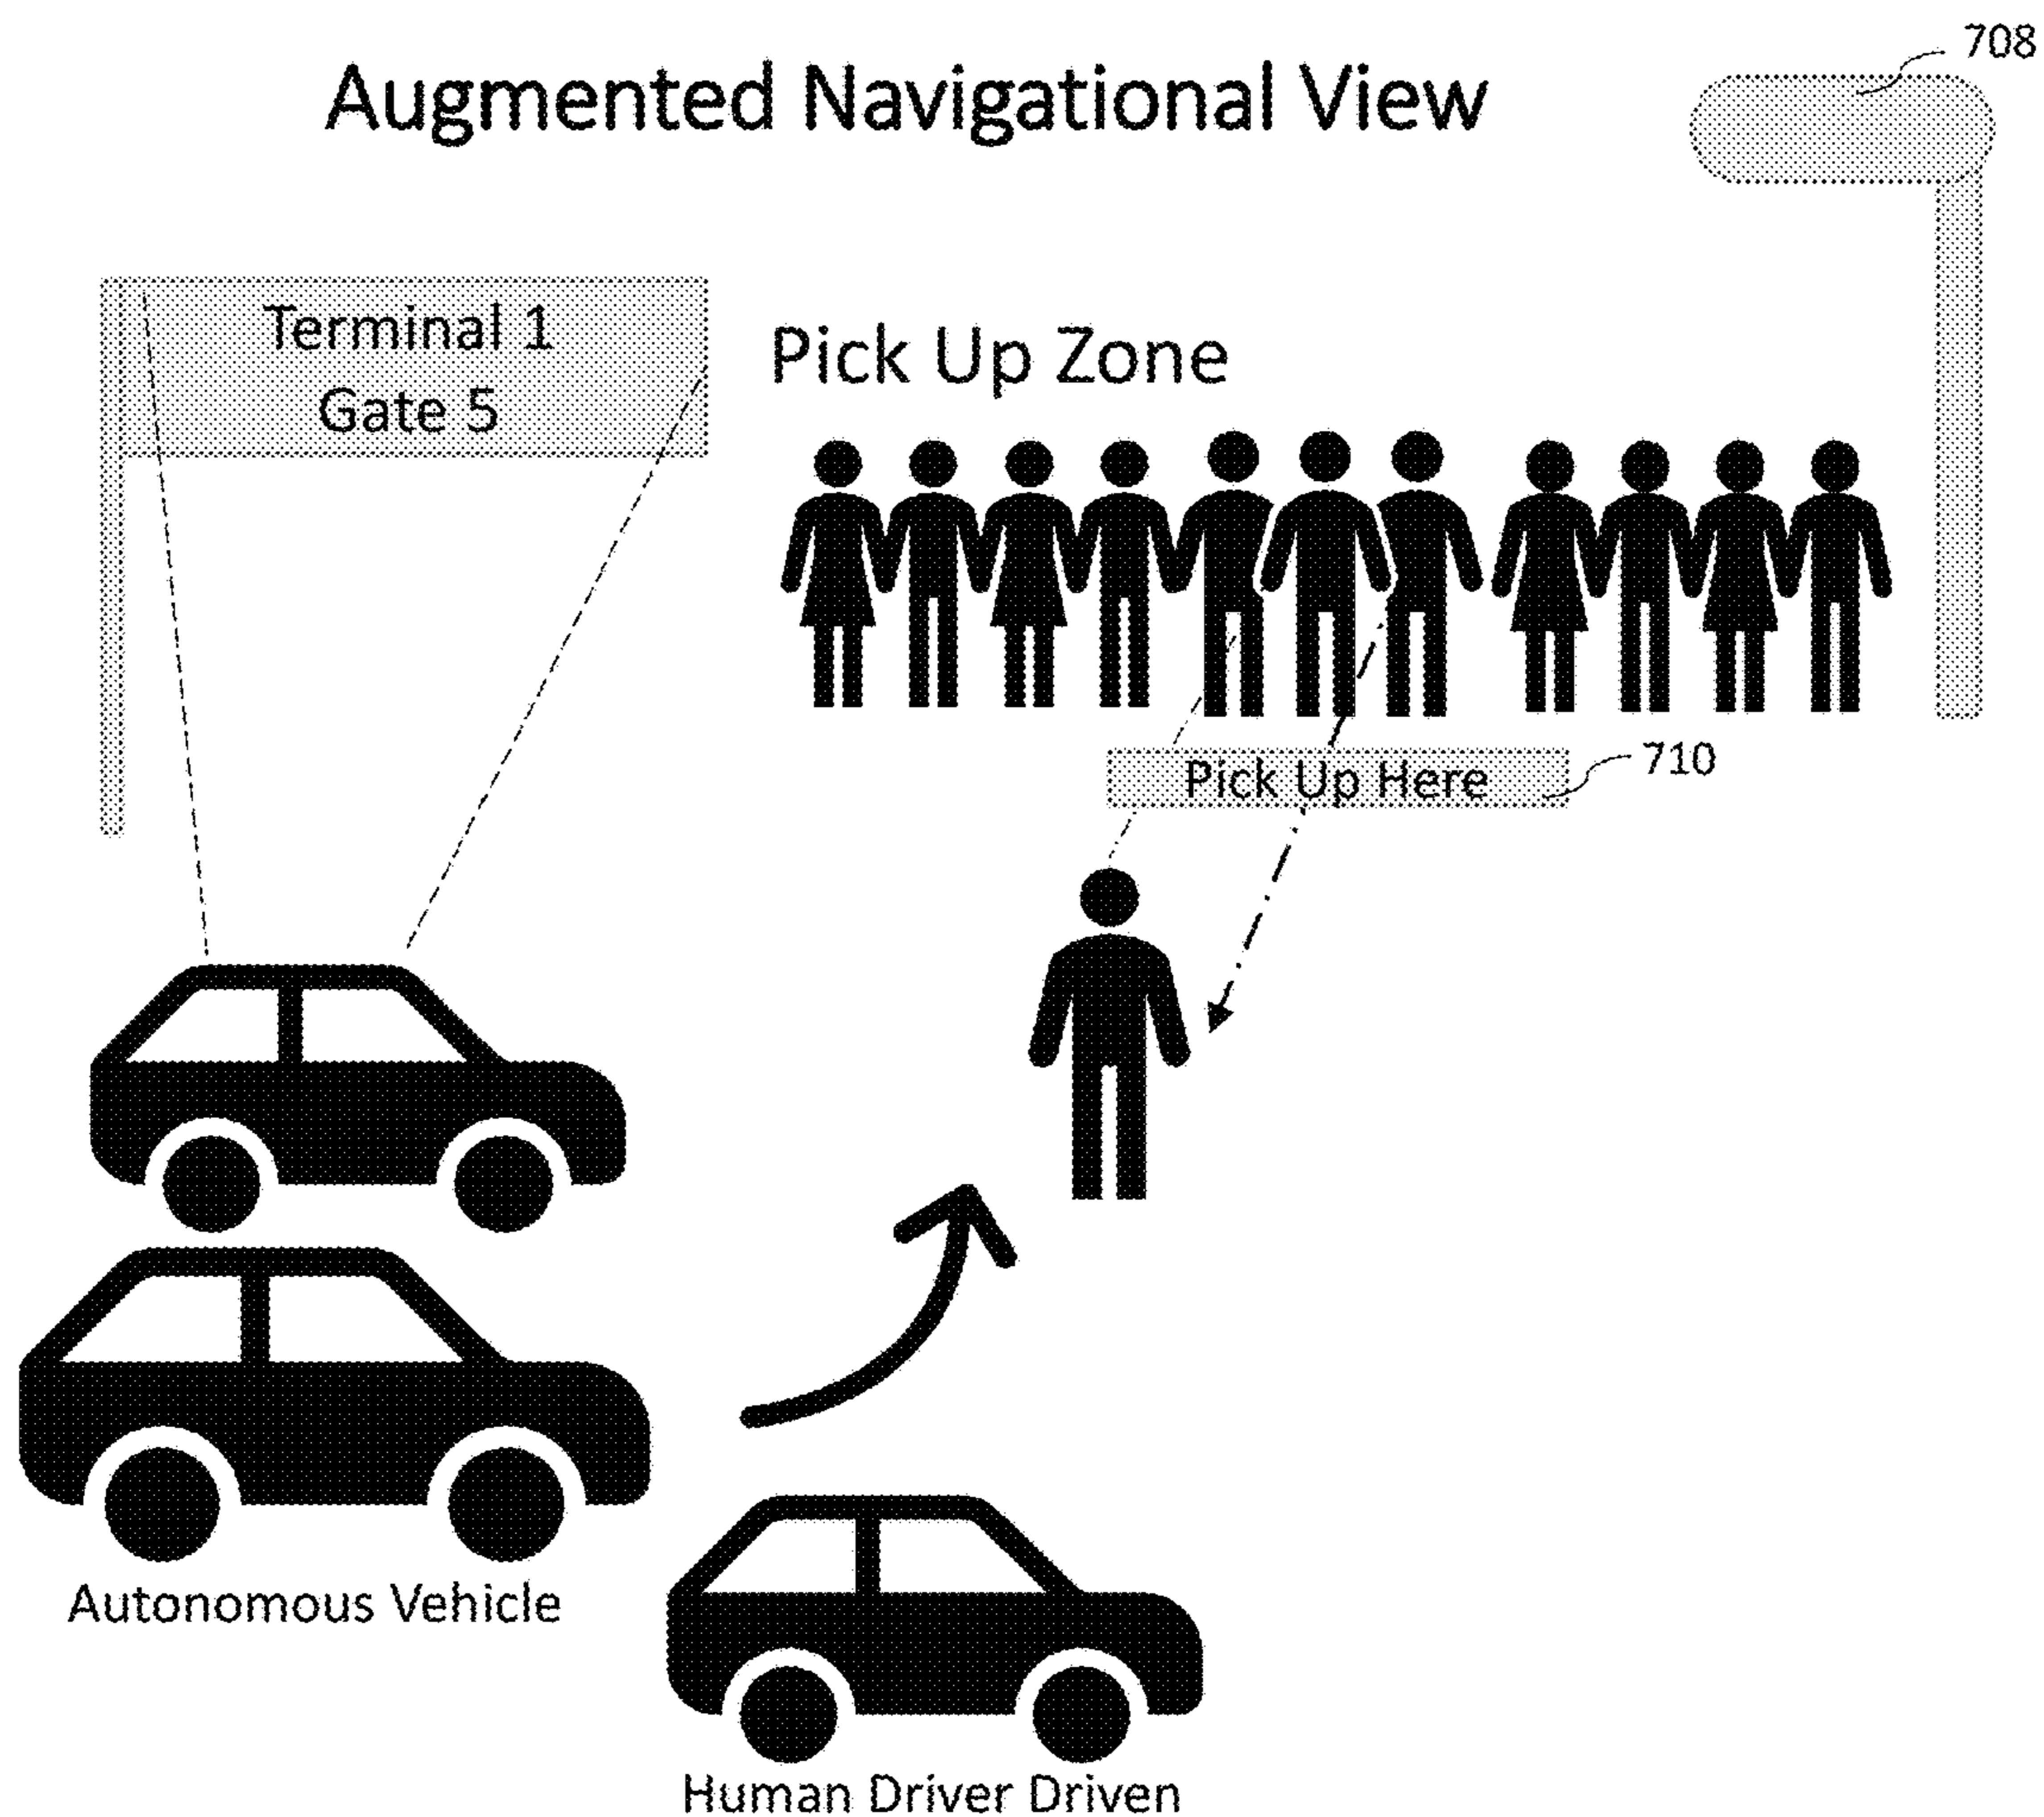 708
Augmented Navigational View
Terminal 1
Gate 5
Pick Up Zone
Pick Up Here
710
Autonomous Vehicle
Human Driver Driven